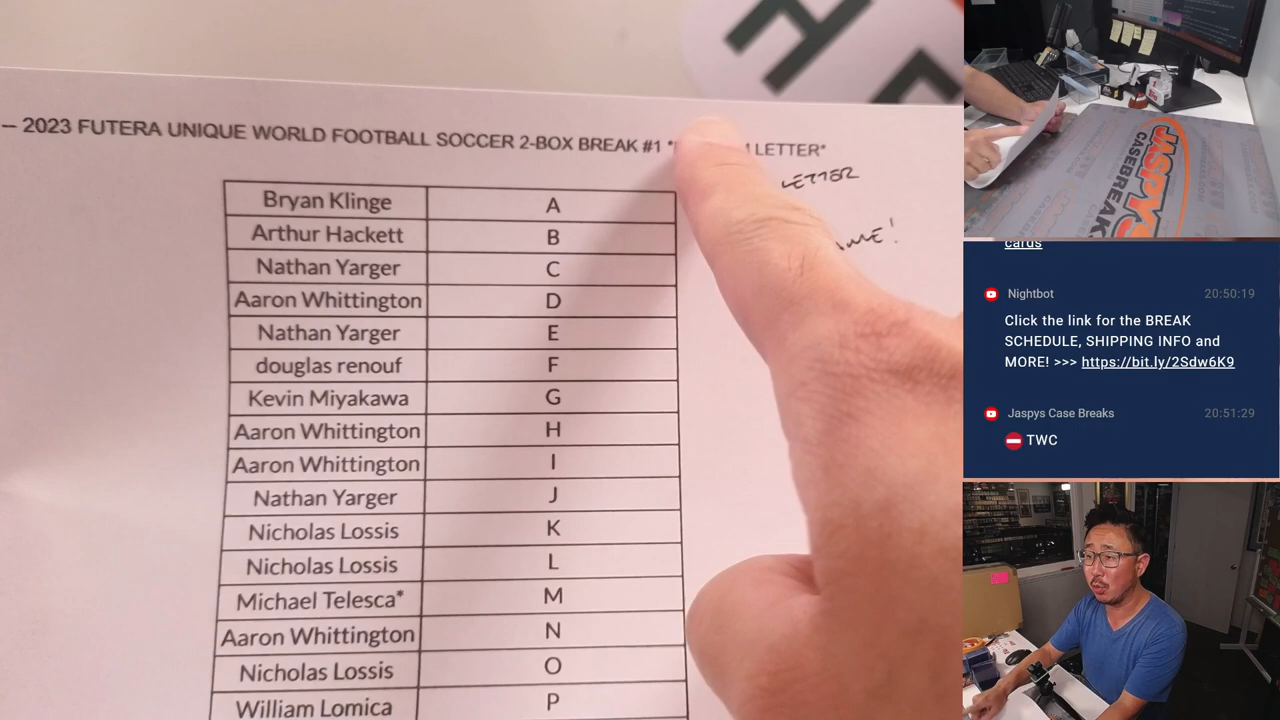 -- 2023 FUTERA UNIQUE WORLD FOOTBALL SOCCER 2-BOX BREAK #1 LETTER*
LETTER
Bryan Klinge A
Arthur Hackett B
Nathan Yarger C
Aaron Whittington D
Nathan Yarger E
douglas renouf F
Kevin Miyakawa G
Aaron Whittington H
Aaron Whittington I
Nathan Yarger J
Nicholas Lossis K
Nicholas Lossis L
Michael Telesca* M
Aaron Whittington N
Nicholas Lossis O
William Lomica P
JASPYS
CASEBREAKS
cards
Nightbot 20:50:19
Click the link for the BREAK
SCHEDULE, SHIPPING INFO and
MORE! >>> https://bit.ly/2Sdw6K9
Jaspys Case Breaks 20:51:29
TWC